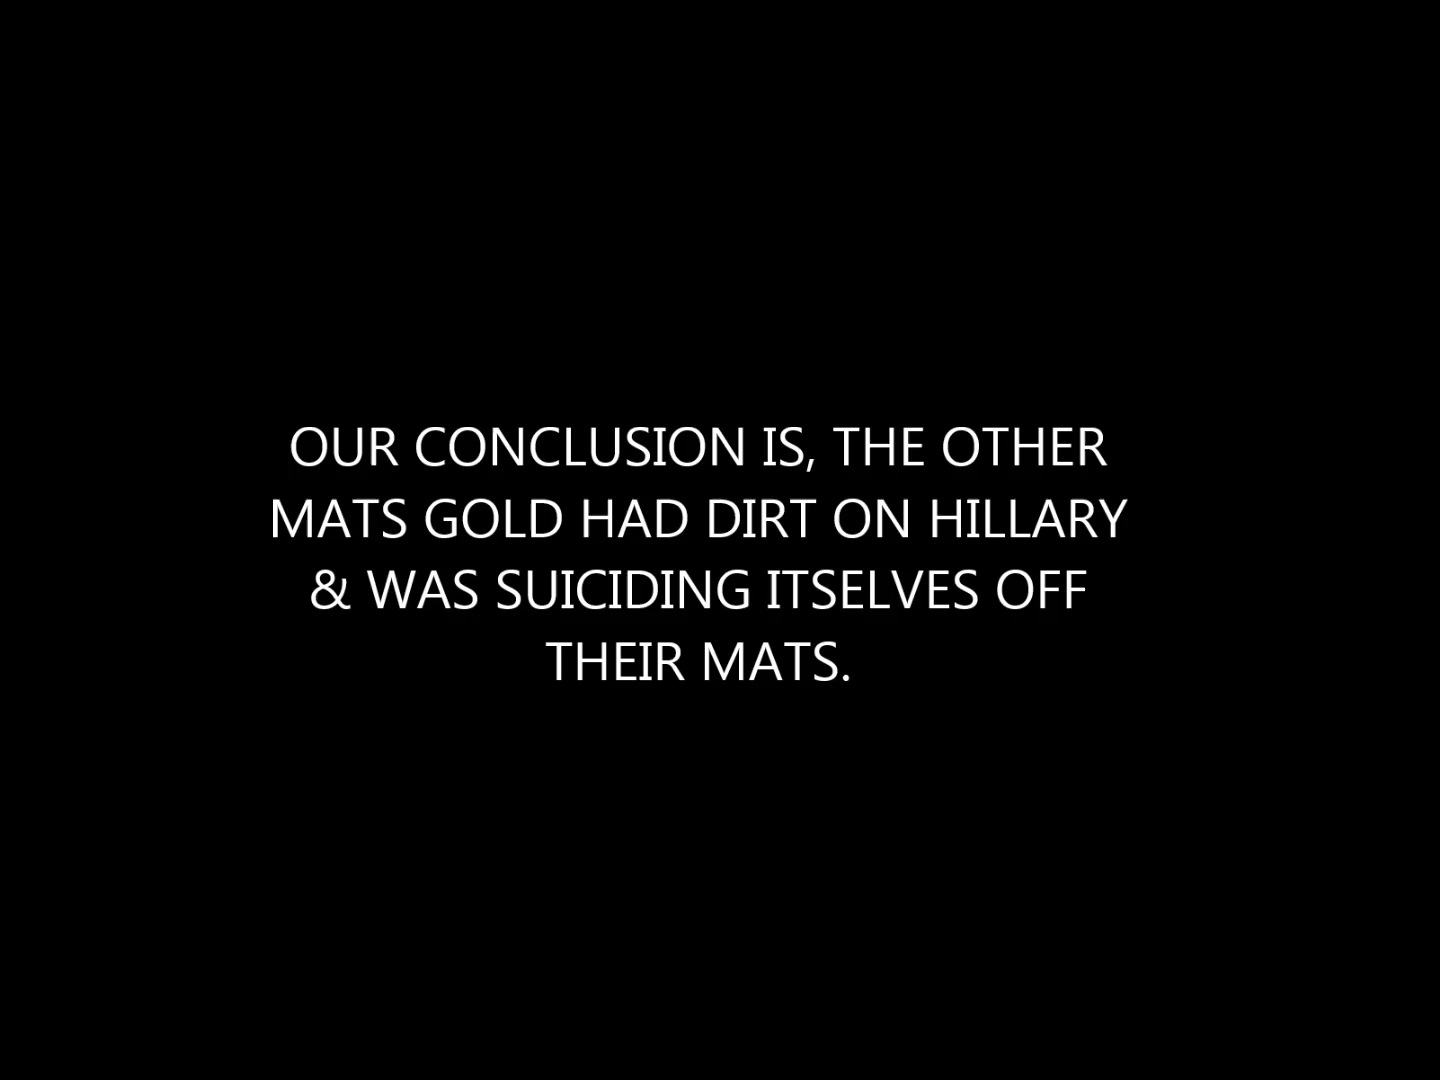 OUR CONCLUSION IS, THE OTHER
MATS GOLD HAD DIRT ON HILLARY
& WAS SUICIDING ITSELVES OFF
THEIR MATS.